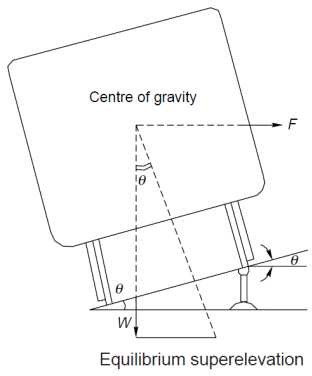 Centre of gravity
F
θ
θ
θ
W
Equilibrium superelevation